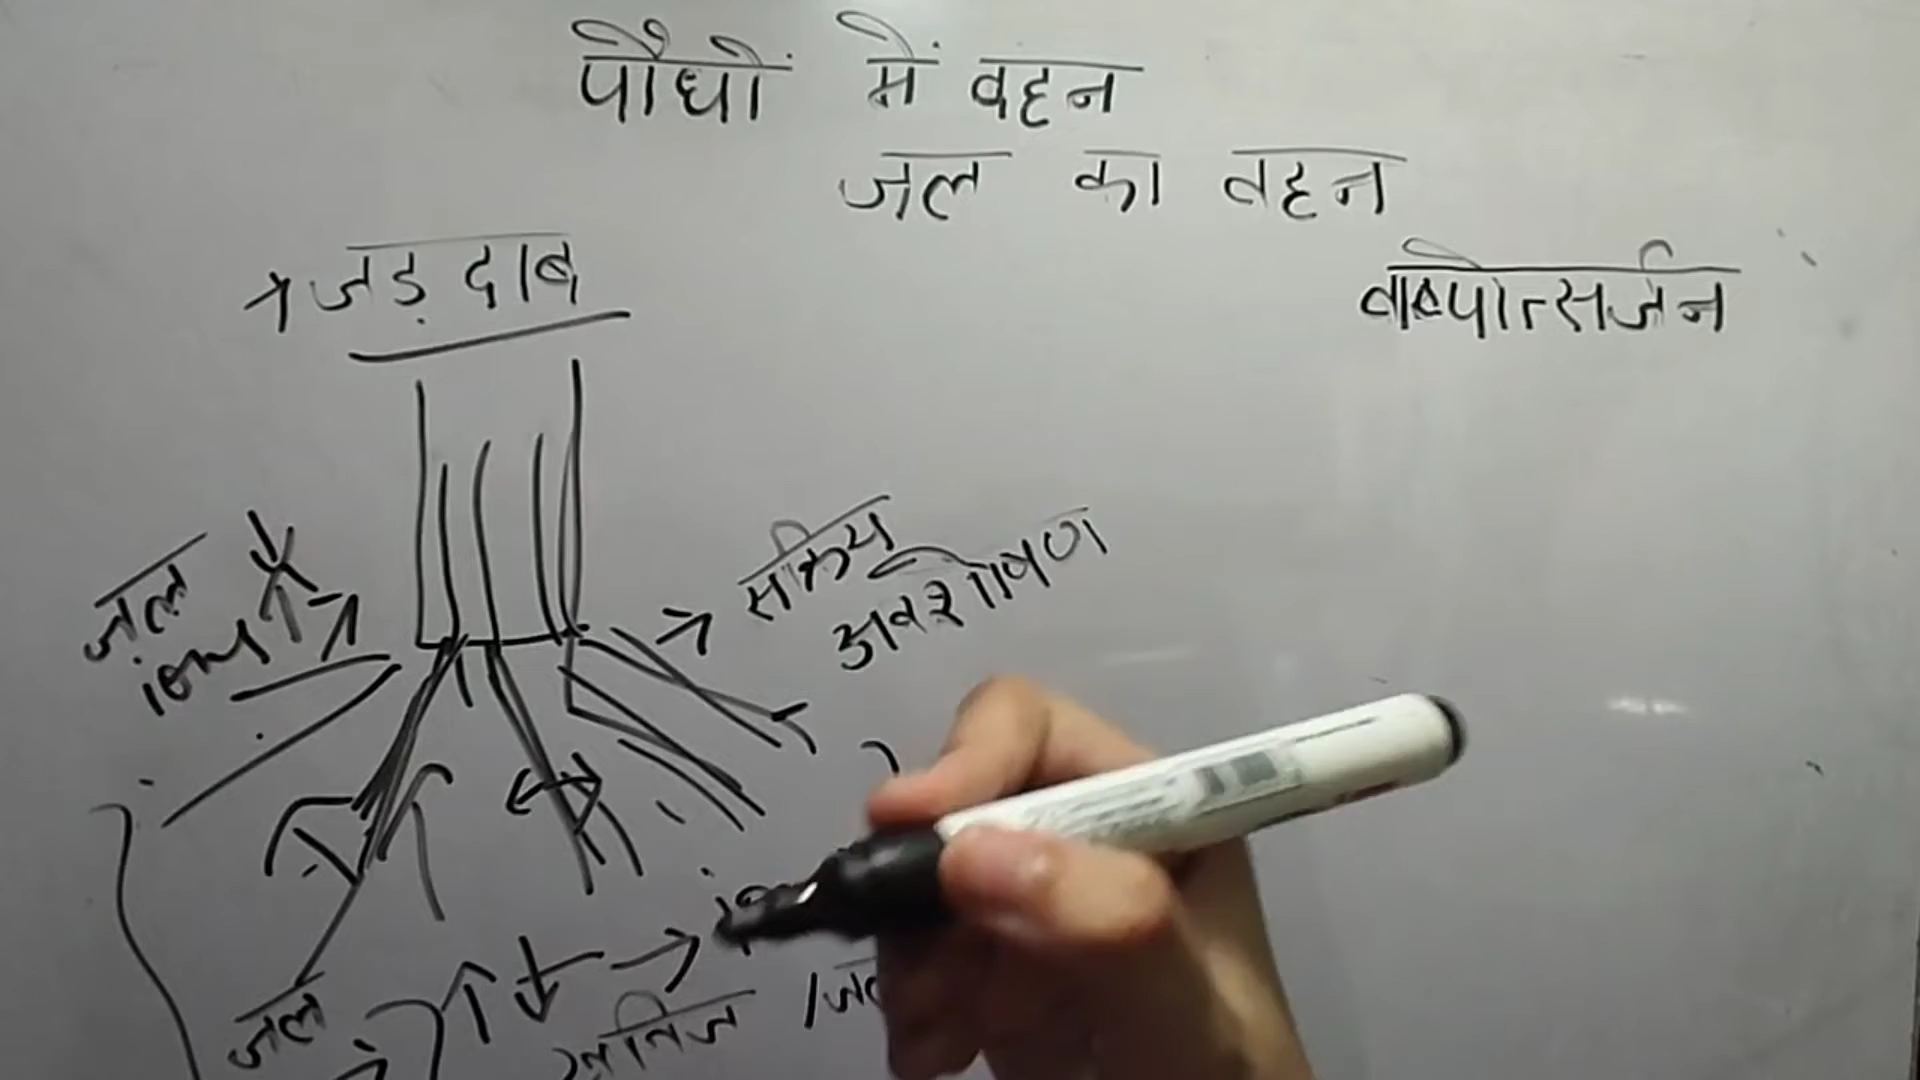 पौधों में वहन
जल का वहन
जड़ दाब
वाष्पोत्सर्जन
जल
ions
सक्रिय
अवशोषण
जल
खनिज